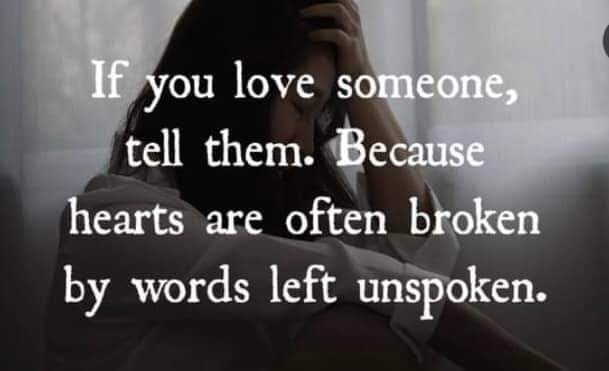 If you love someone,
tell them. Because
hearts are often broken
by words left unspoken.